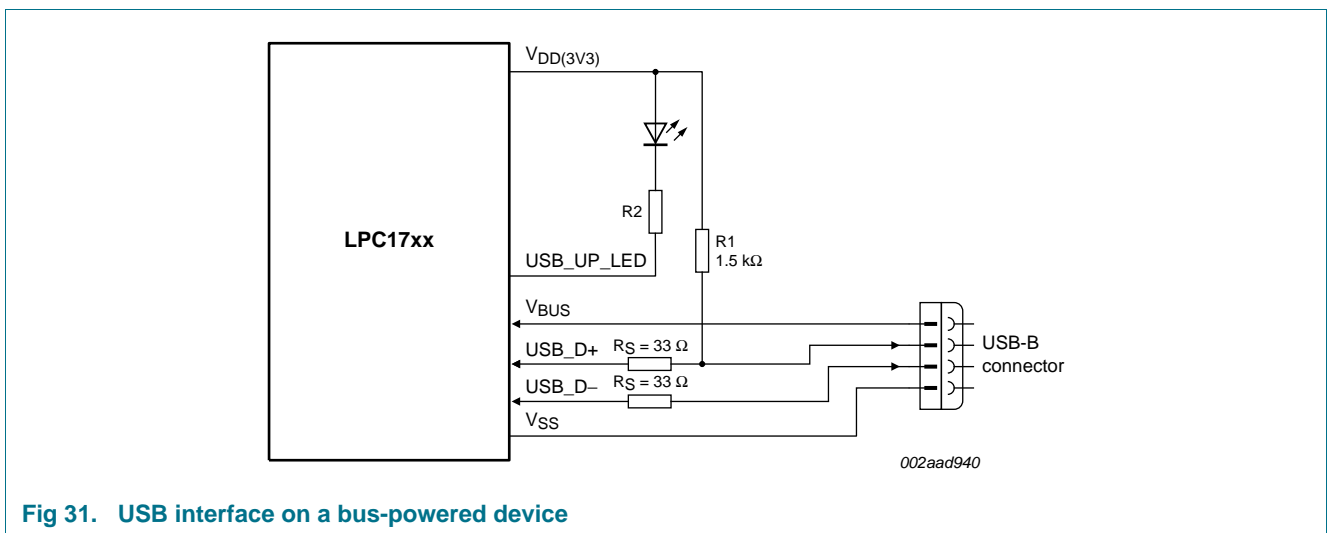 VDD(3V3)
R2
LPC17xx
R1
1.5 kΩ
USB_UP_LED
VBUS
USB_D+
RS = 33 Ω
USB-B
connector
USB_D−
RS = 33 Ω
VSS
002aad940
Fig 31. USB interface on a bus-powered device